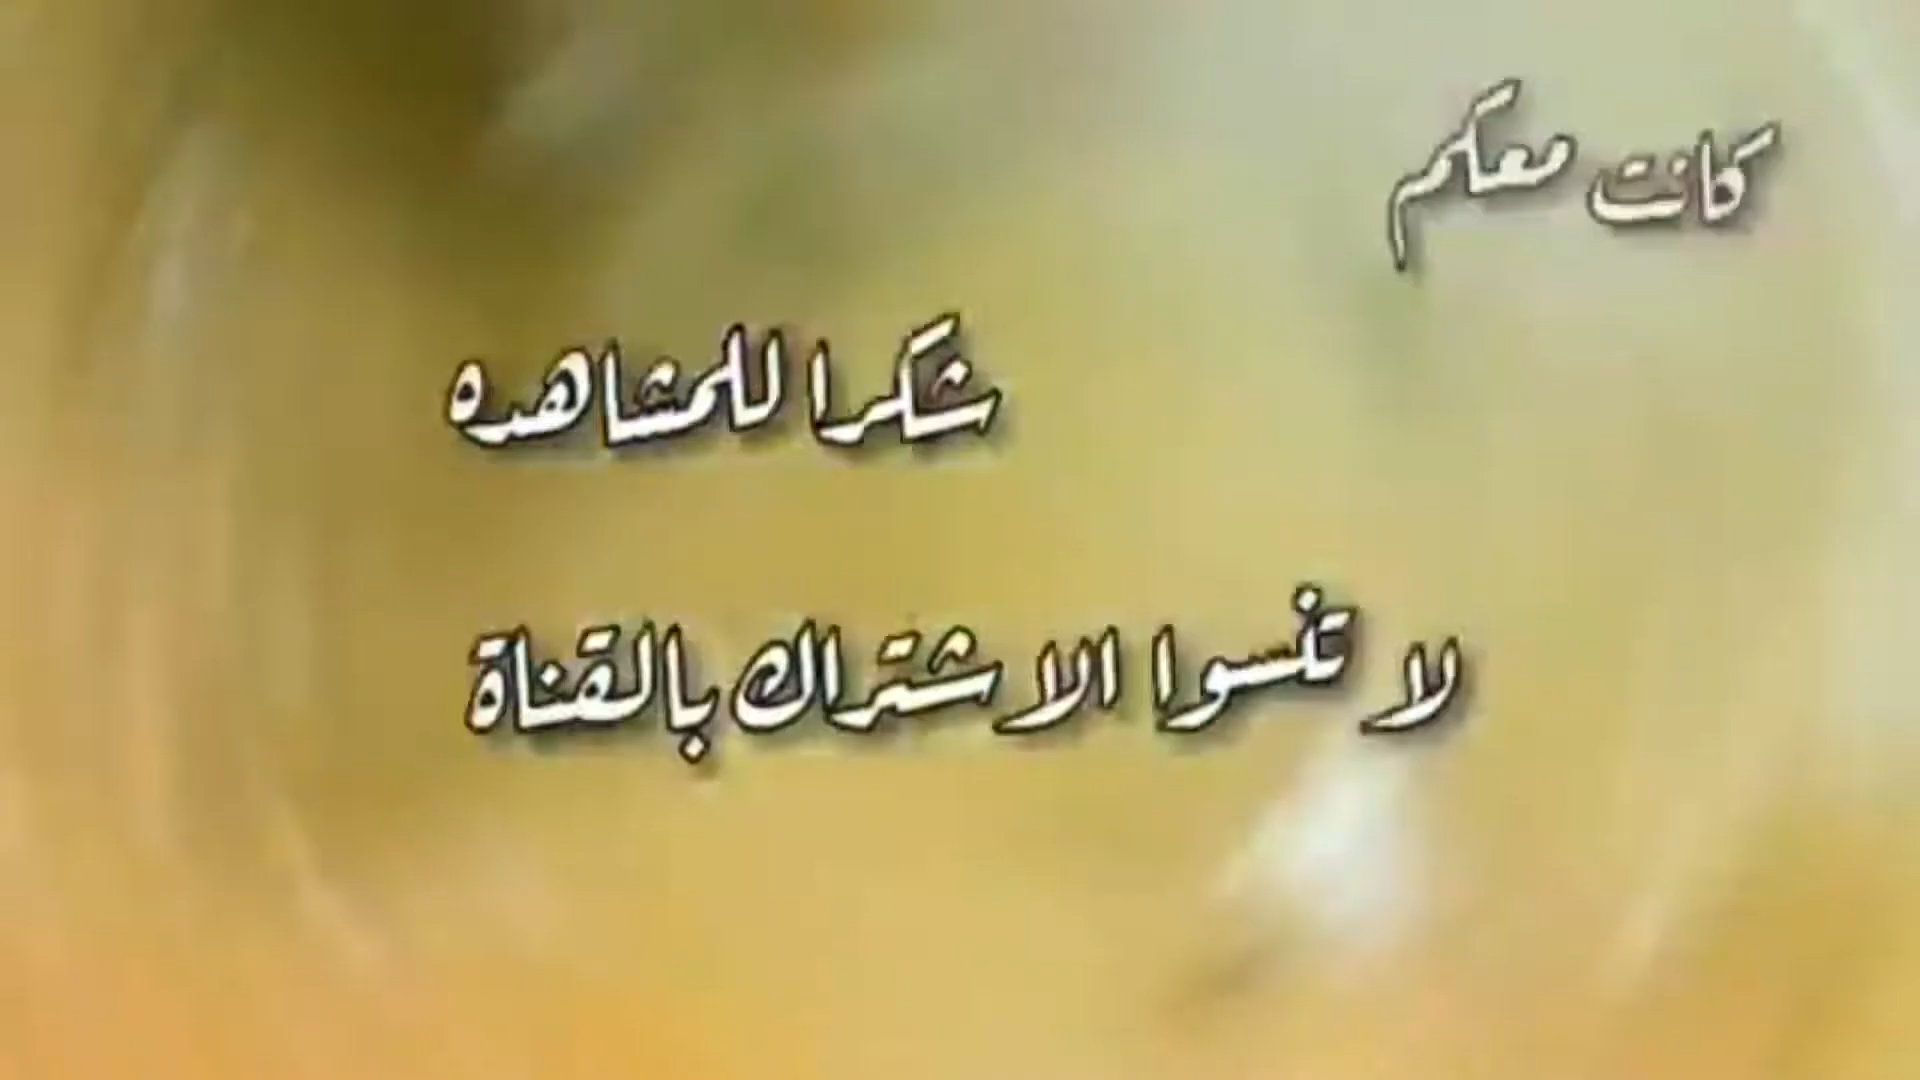 كانت معكم
شكرا للمشاهده
لا تنسوا الاشتراك بالقناة